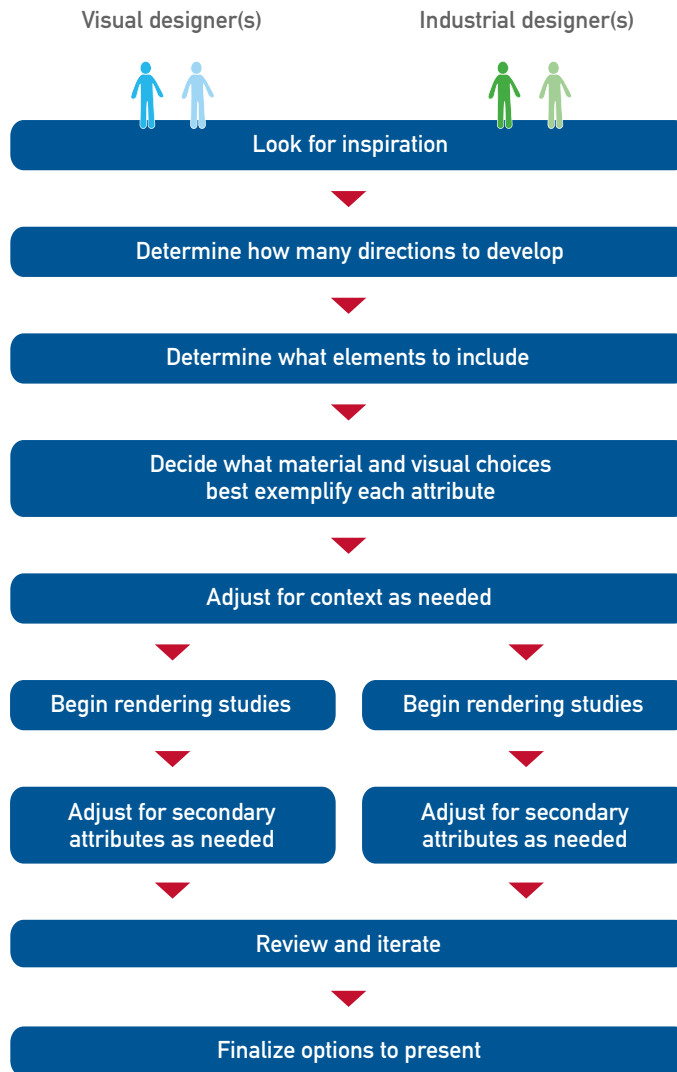 Visual designer(s)
Industrial designer(s)
Look for inspiration
Determine how many directions to develop
Determine what elements to include
Decide what material and visual choices
best exemplify each attribute
Adjust for context as needed
Begin rendering studies
Begin rendering studies
Adjust for secondary
attributes as needed
Adjust for secondary
attributes as needed
Review and iterate
Finalize options to present